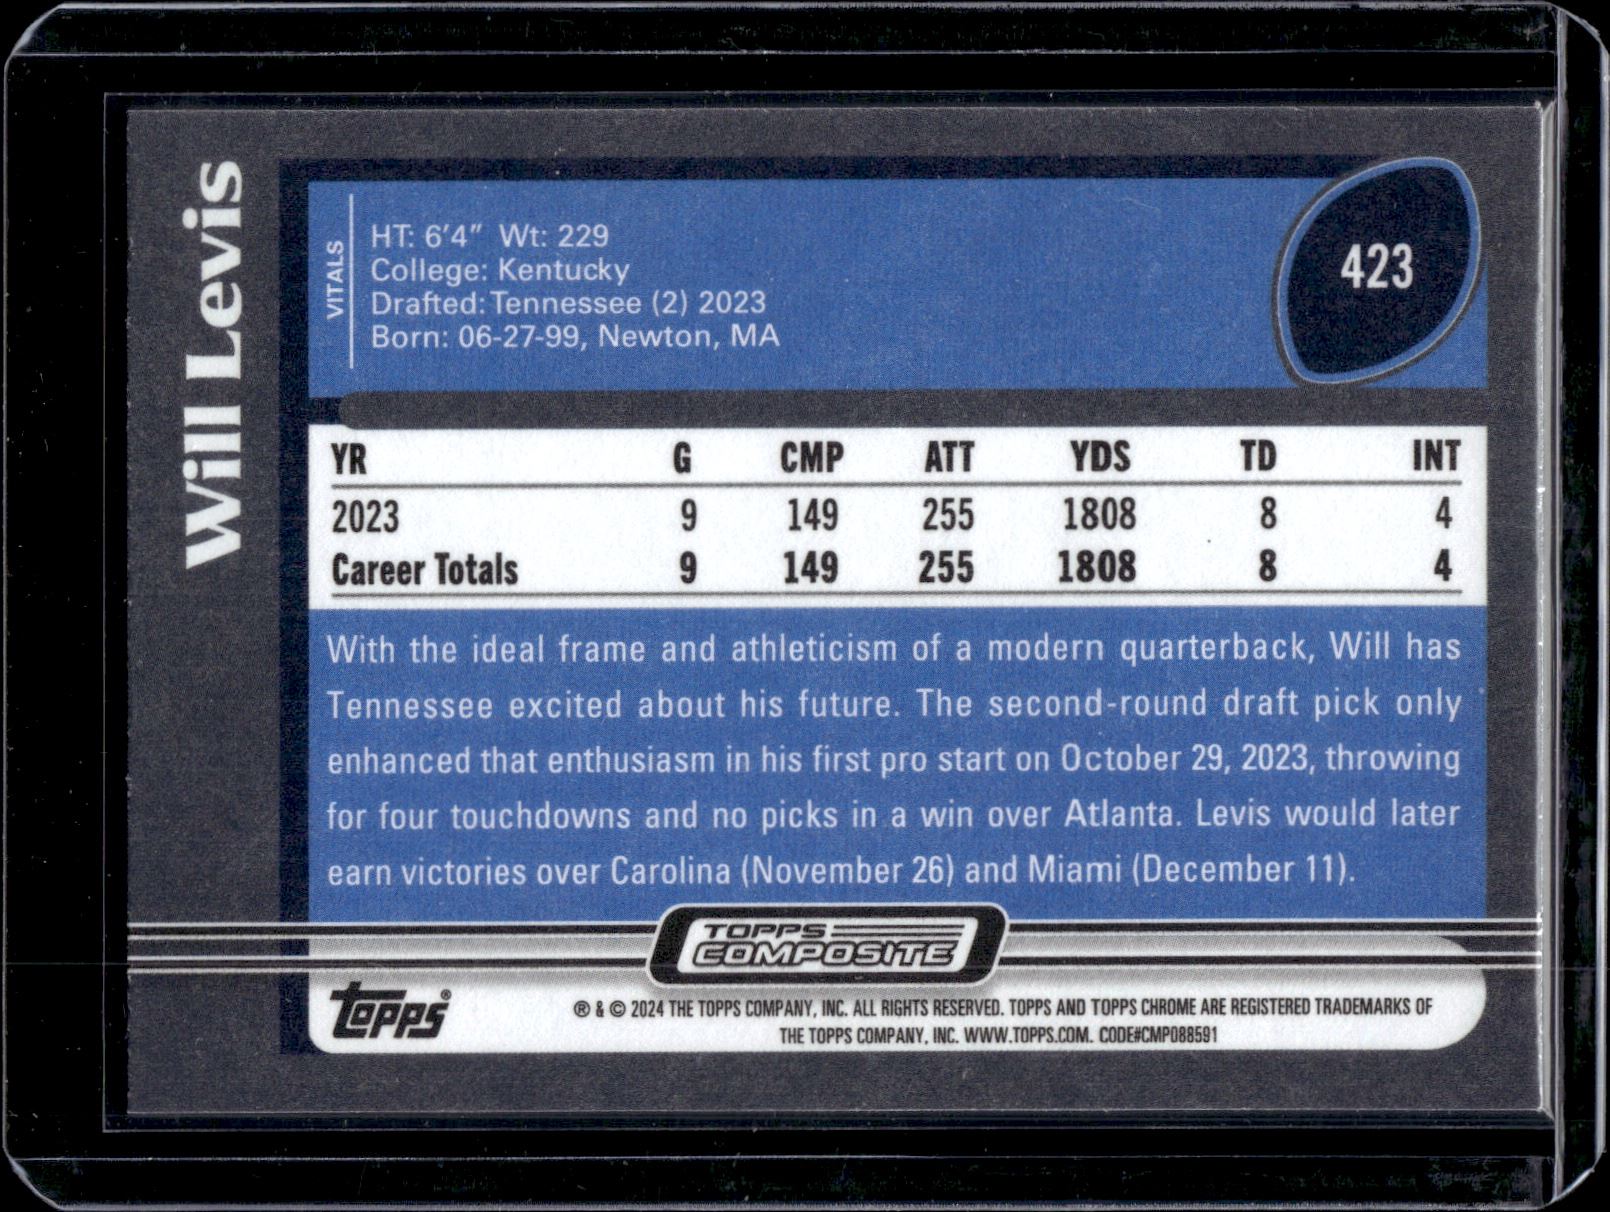 Will Levis
VITALS
HT: 6'4" Wt: 229
College: Kentucky
Drafted: Tennessee (2) 2023
Born: 06-27-99, Newton, MA
423
YR G CMP ATT YDS TD INT
2023 9 149 255 1808 8 4
Career Totals 9 149 255 1808 8 4
With the ideal frame and athleticism of a modern quarterback, Will has
Tennessee excited about his future. The second-round draft pick only
enhanced that enthusiasm in his first pro start on October 29, 2023, throwing
for four touchdowns and no picks in a win over Atlanta. Levis would later
earn victories over Carolina (November 26) and Miami (December 11).
TOPPS
COMPOSITE
topps®
® & © 2024 THE TOPPS COMPANY, INC. ALL RIGHTS RESERVED. TOPPS AND TOPPS CHROME ARE REGISTERED TRADEMARKS OF
THE TOPPS COMPANY, INC. WWW.TOPPS.COM. CODE#CMP088591